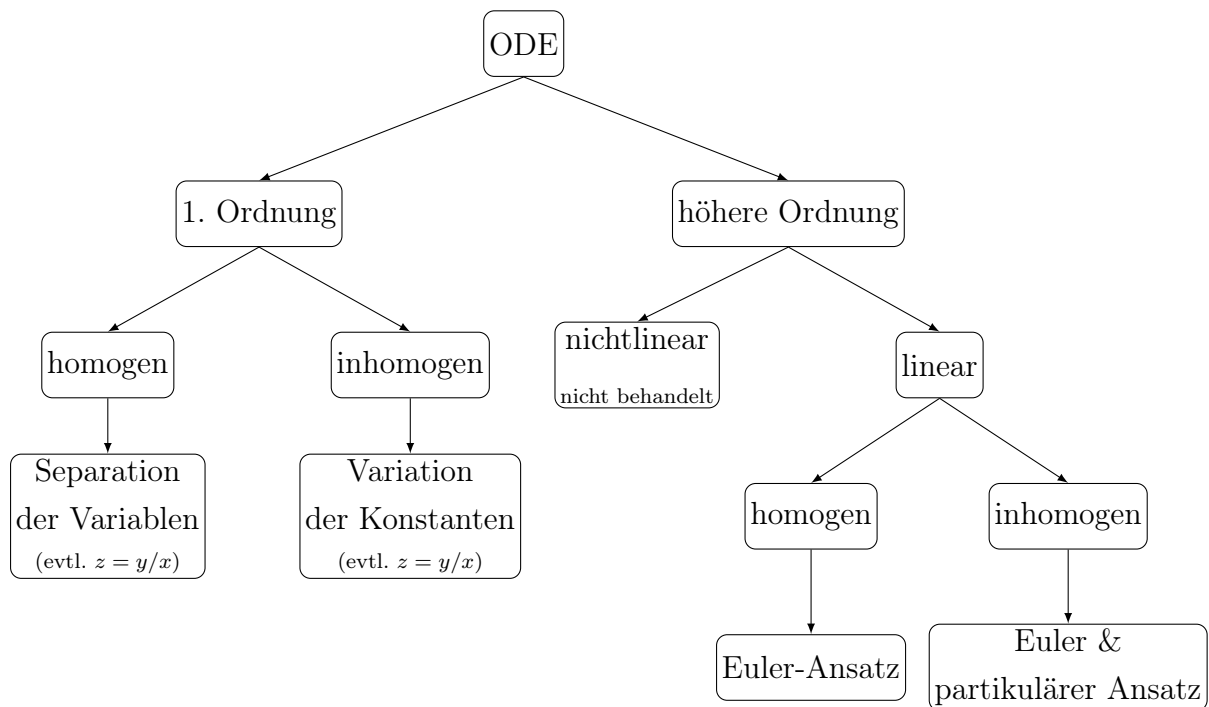 ODE
1. Ordnung
höhere Ordnung
homogen
inhomogen
nichtlinear
nicht behandelt
linear
Separation
der Variablen
(evtl. z = y/x)
Variation
der Konstanten
(evtl. z = y/x)
homogen
inhomogen
Euler-Ansatz
Euler &
partikulärer Ansatz